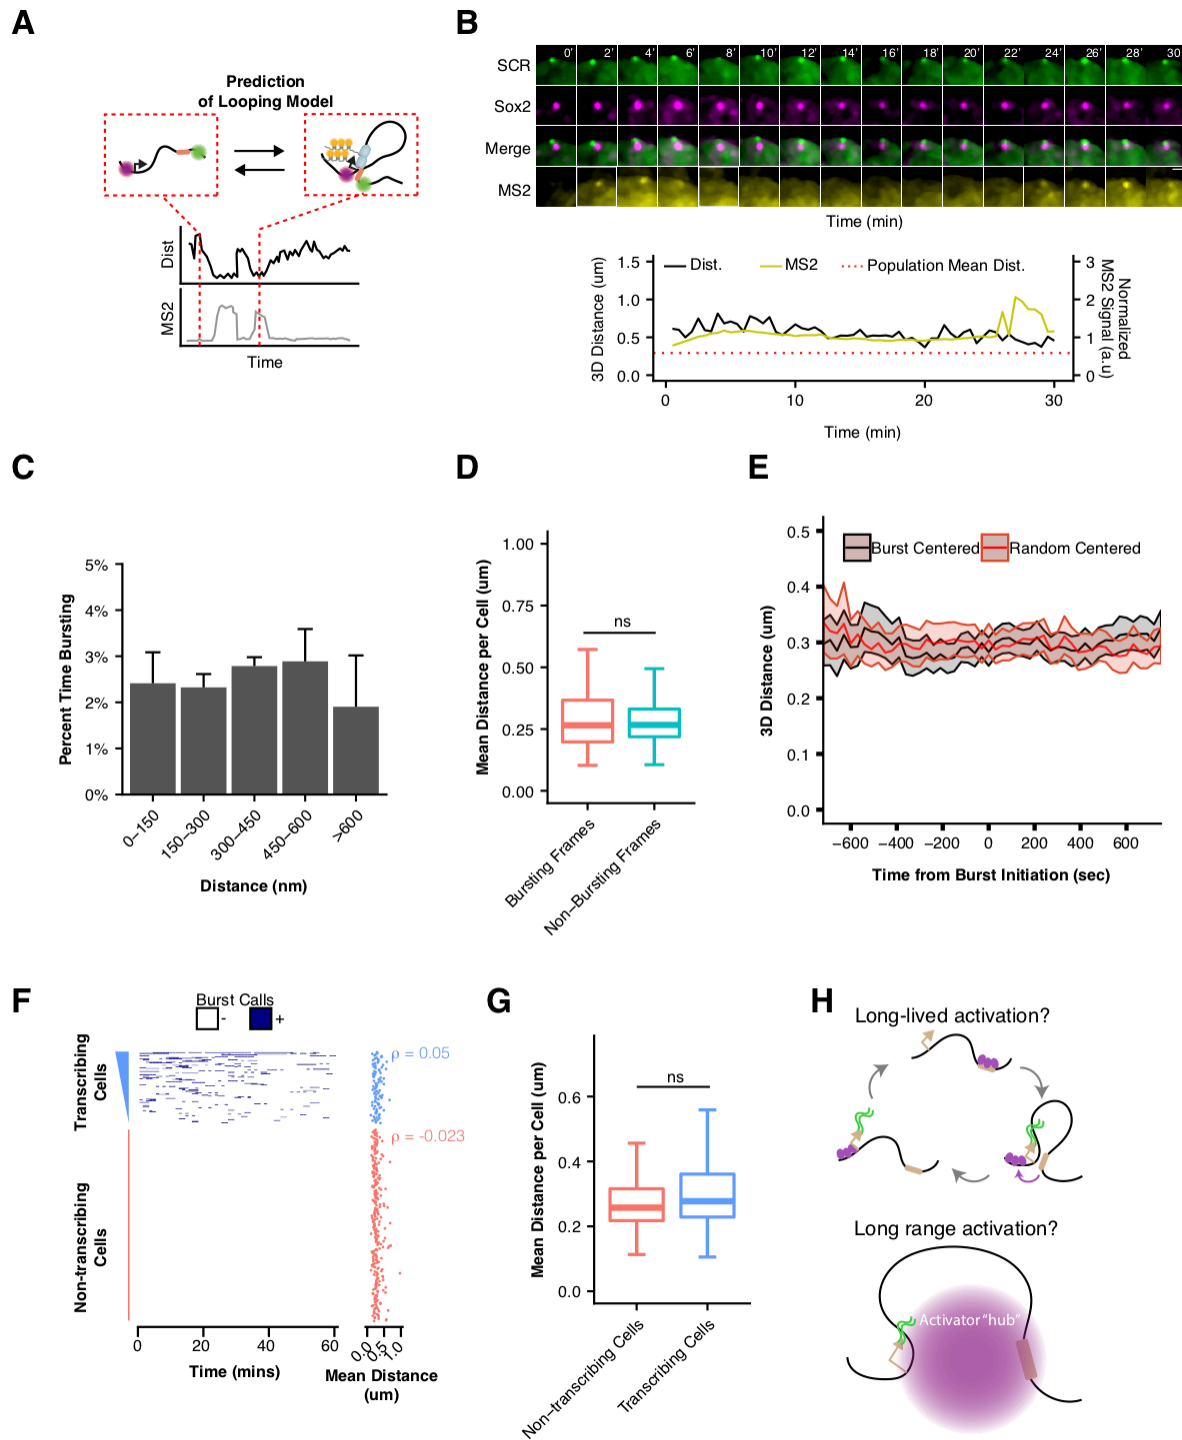 A
Prediction
of Looping Model
Dist
MS2
Time
B
0' 2' 4' 6' 8' 10' 12' 14' 16' 18' 20' 22' 24' 26' 28' 30
SCR
Sox2
Merge
MS2
Time (min)
Dist. MS2 Population Mean Dist.
3D Distance (um)
1.5
1.0
0.5
0.0
3
2
1
0
Normalized
MS2 Signal (a.u)
0 10 20 30
Time (min)
C
Percent Time Bursting
5%
4%
3%
2%
1%
0%
0–150 150–300 300–450 450–600 >600
Distance (nm)
D
Mean Distance per Cell (um)
1.00
0.75
0.50
0.25
0.00
ns
Bursting Frames
Non–Bursting Frames
E
3D Distance (um)
0.5
0.4
0.3
0.2
0.1
0.0
Burst Centered Random Centered
−600 −400 −200 0 200 400 600
Time from Burst Initiation (sec)
F
Burst Calls
- +
Transcribing
Cells
Non-transcribing
Cells
ρ = 0.05
ρ = -0.023
0 20 40 60
Time (mins)
0.0 0.5 1.0
Mean Distance
(um)
G
Mean Distance per Cell (um)
0.6
0.4
0.2
0.0
ns
Non−transcribing Cells
Transcribing Cells
H
Long-lived activation?
Long range activation?
Activator "hub"